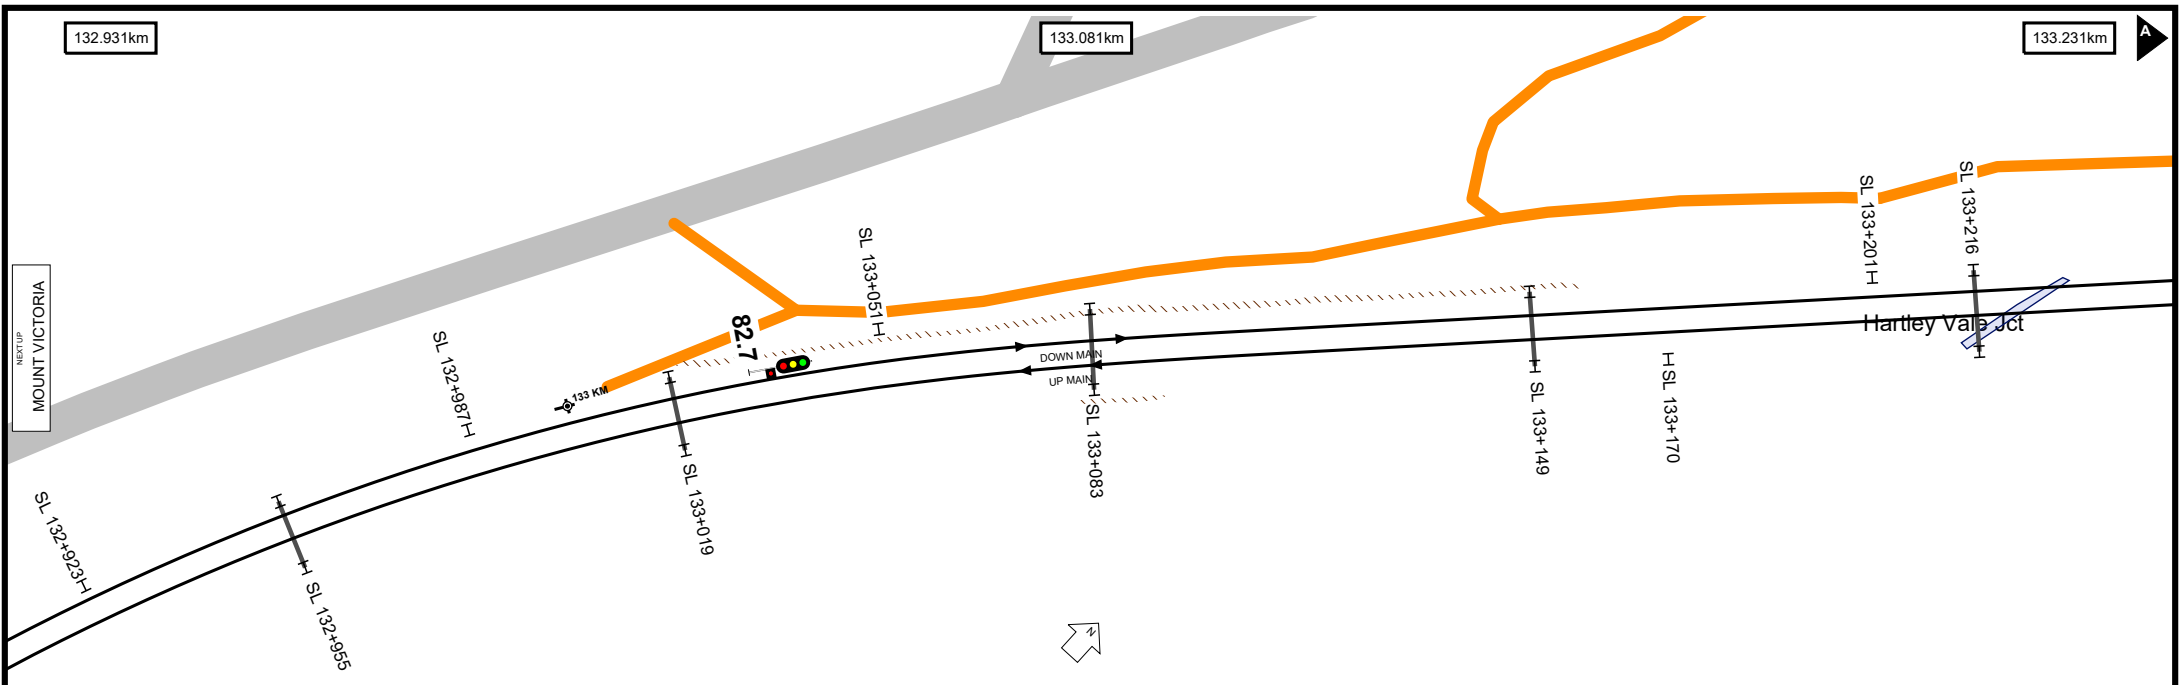 132.931km
133.081km
133.231km
A
NEXT UP
MOUNT VICTORIA
SL 132+923
SL 132+955
SL 132+987
133 KM
SL 133+019
82.7
SL 133+051
DOWN MAIN
UP MAIN
SL 133+083
SL 133+149
SL 133+170
SL 133+201
SL 133+216
Hartley Vale Jct
N